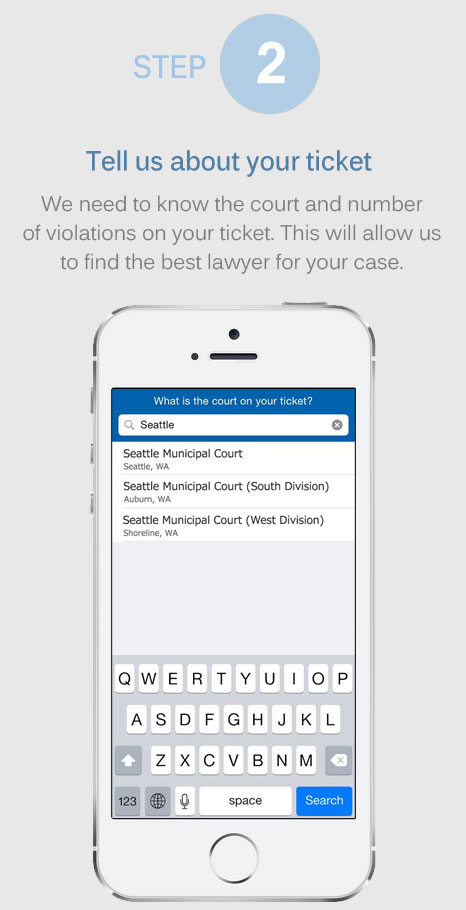 STEP 2
Tell us about your ticket
We need to know the court and number
of violations on your ticket. This will allow us
to find the best lawyer for your case.
What is the court on your ticket?
Seattle
Seattle Municipal Court
Seattle, WA
Seattle Municipal Court (South Division)
Auburn, WA
Seattle Municipal Court (West Division)
Shoreline, WA
Q W E R T Y U I O P
A S D F G H J K L
Z X C V B N M
123 space Search